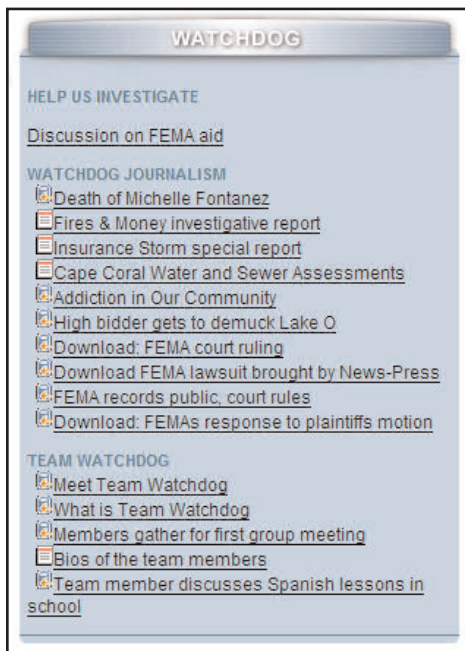 WATCHDOG
HELP US INVESTIGATE
Discussion on FEMA aid
WATCHDOG JOURNALISM
Death of Michelle Fontanez
Fires & Money investigative report
Insurance Storm special report
Cape Coral Water and Sewer Assessments
Addiction in Our Community
High bidder gets to demuck Lake O
Download: FEMA court ruling
Download FEMA lawsuit brought by News-Press
FEMA records public, court rules
Download: FEMAs response to plaintiffs motion
TEAM WATCHDOG
Meet Team Watchdog
What is Team Watchdog
Members gather for first group meeting
Bios of the team members
Team member discusses Spanish lessons in
school